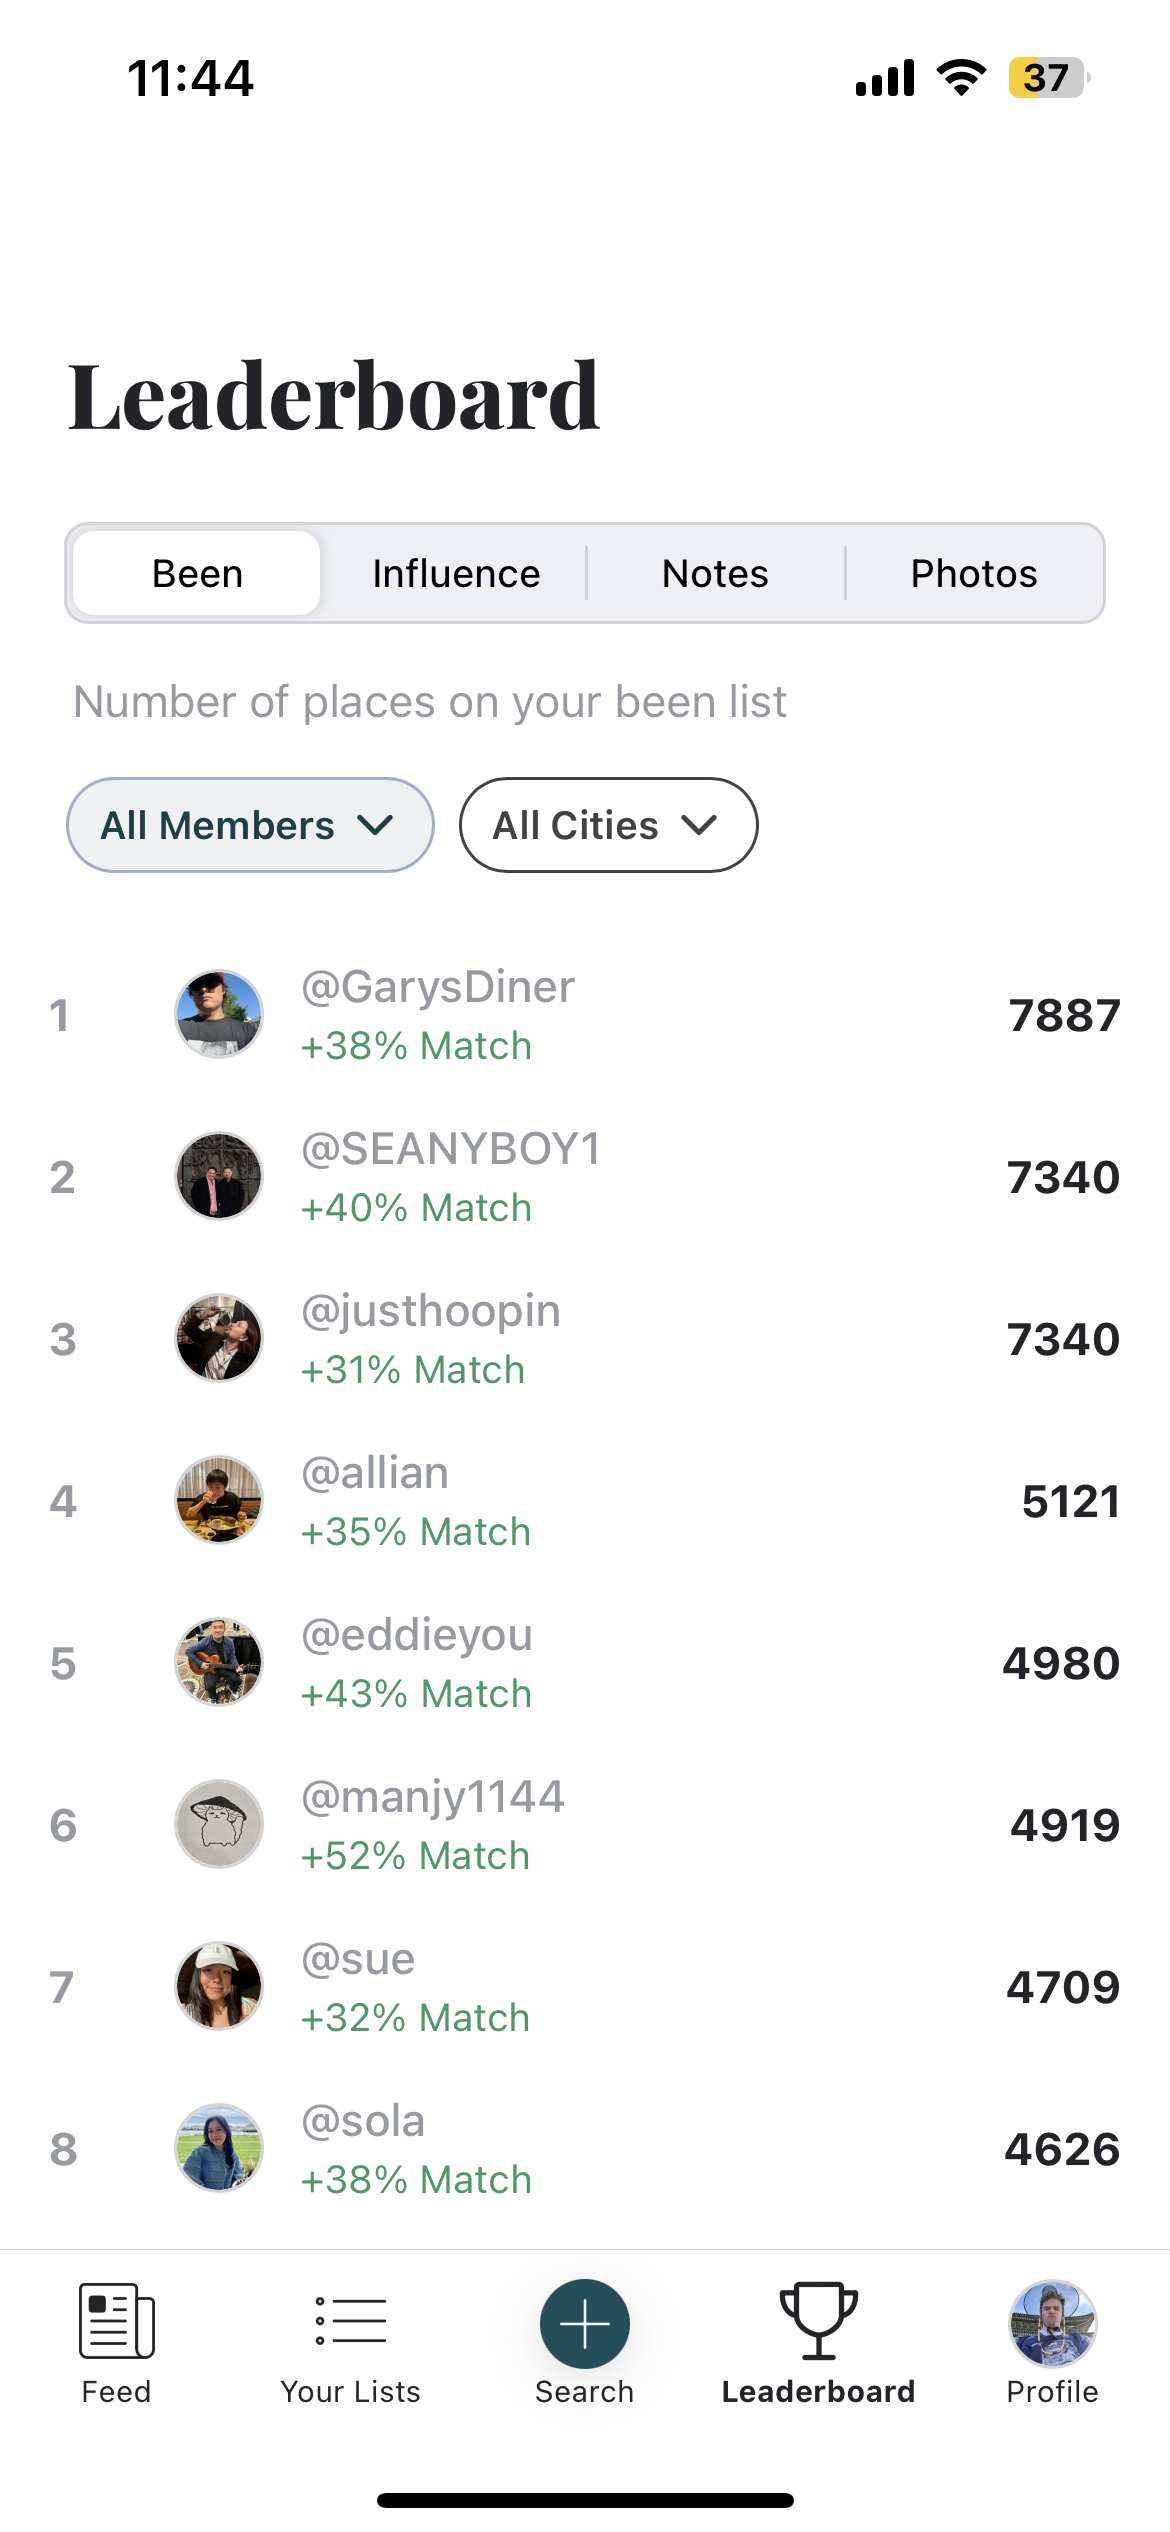 11:44
37
Leaderboard
Been Influence Notes Photos
Number of places on your been list
All Members All Cities
1 @GarysDiner 7887
+38% Match
2 @SEANYBOY1 7340
+40% Match
3 @justhoopin 7340
+31% Match
4 @allian 5121
+35% Match
5 @eddieyou 4980
+43% Match
6 @manjy1144 4919
+52% Match
7 @sue 4709
+32% Match
8 @sola 4626
+38% Match
Feed Your Lists Search Leaderboard Profile